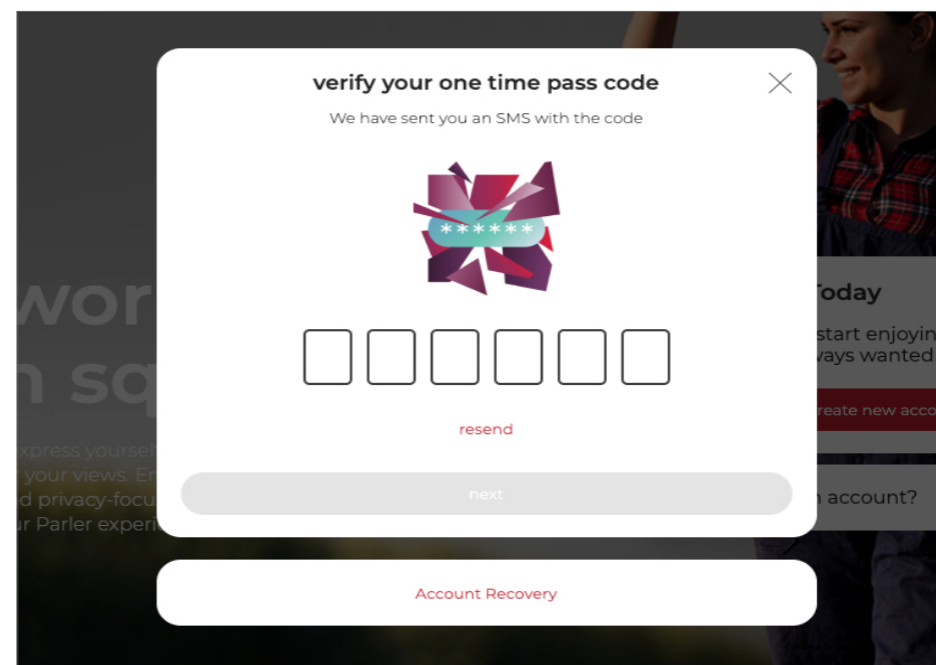 verify your one time pass code
We have sent you an SMS with the code
******
resend
next
Account Recovery
wor
n sq
xpress yoursel
your views. En
d privacy-focu
ur Parler experi
Today
start enjoyin
ways wanted
reate new acco
n account?